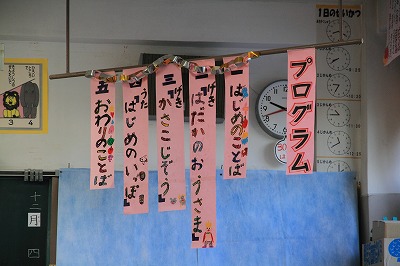 プログラム
一 はじめのことば
二 げき『はだかのおうさま』
三 げき『かさこじぞう』
四 うた『はじめのいっぽ』
五 おわりのことば
1日のせいかつ
十二月
四
3 4